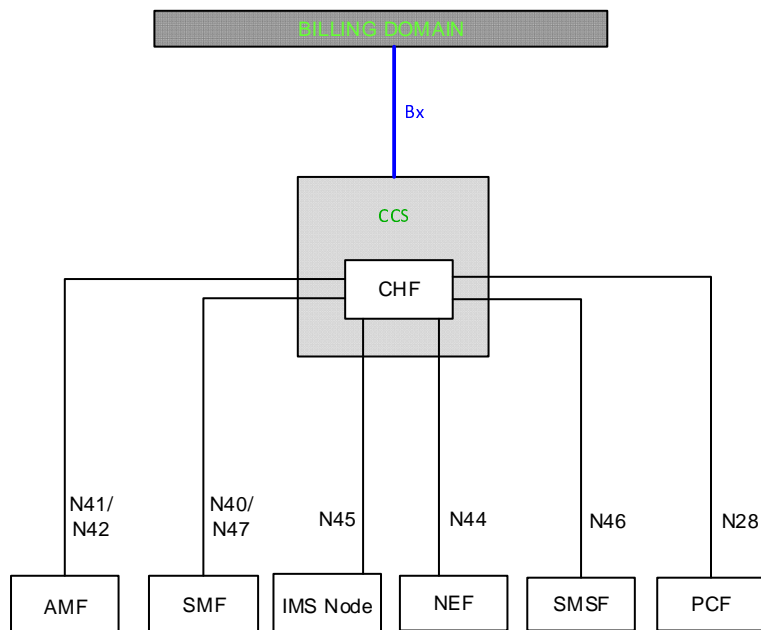 BILLING DOMAIN
Bx
CCS
CHF
N41/
N42
N40/
N47
N45
N44
N46
N28
AMF
SMF
IMS Node
NEF
SMSF
PCF